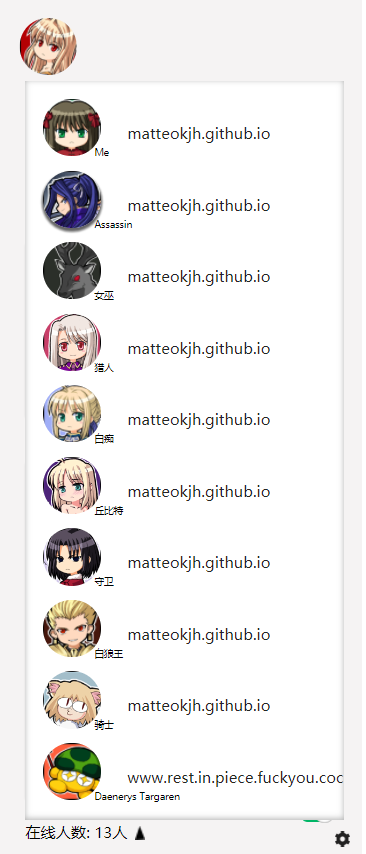 matteokjh.github.io
Me
matteokjh.github.io
Assassin
matteokjh.github.io
女巫
matteokjh.github.io
猎人
matteokjh.github.io
白痴
matteokjh.github.io
丘比特
matteokjh.github.io
守卫
matteokjh.github.io
白狼王
matteokjh.github.io
骑士
www.rest.in.piece.fuckyou.coc
Daenerys Targaren
在线人数: 13人